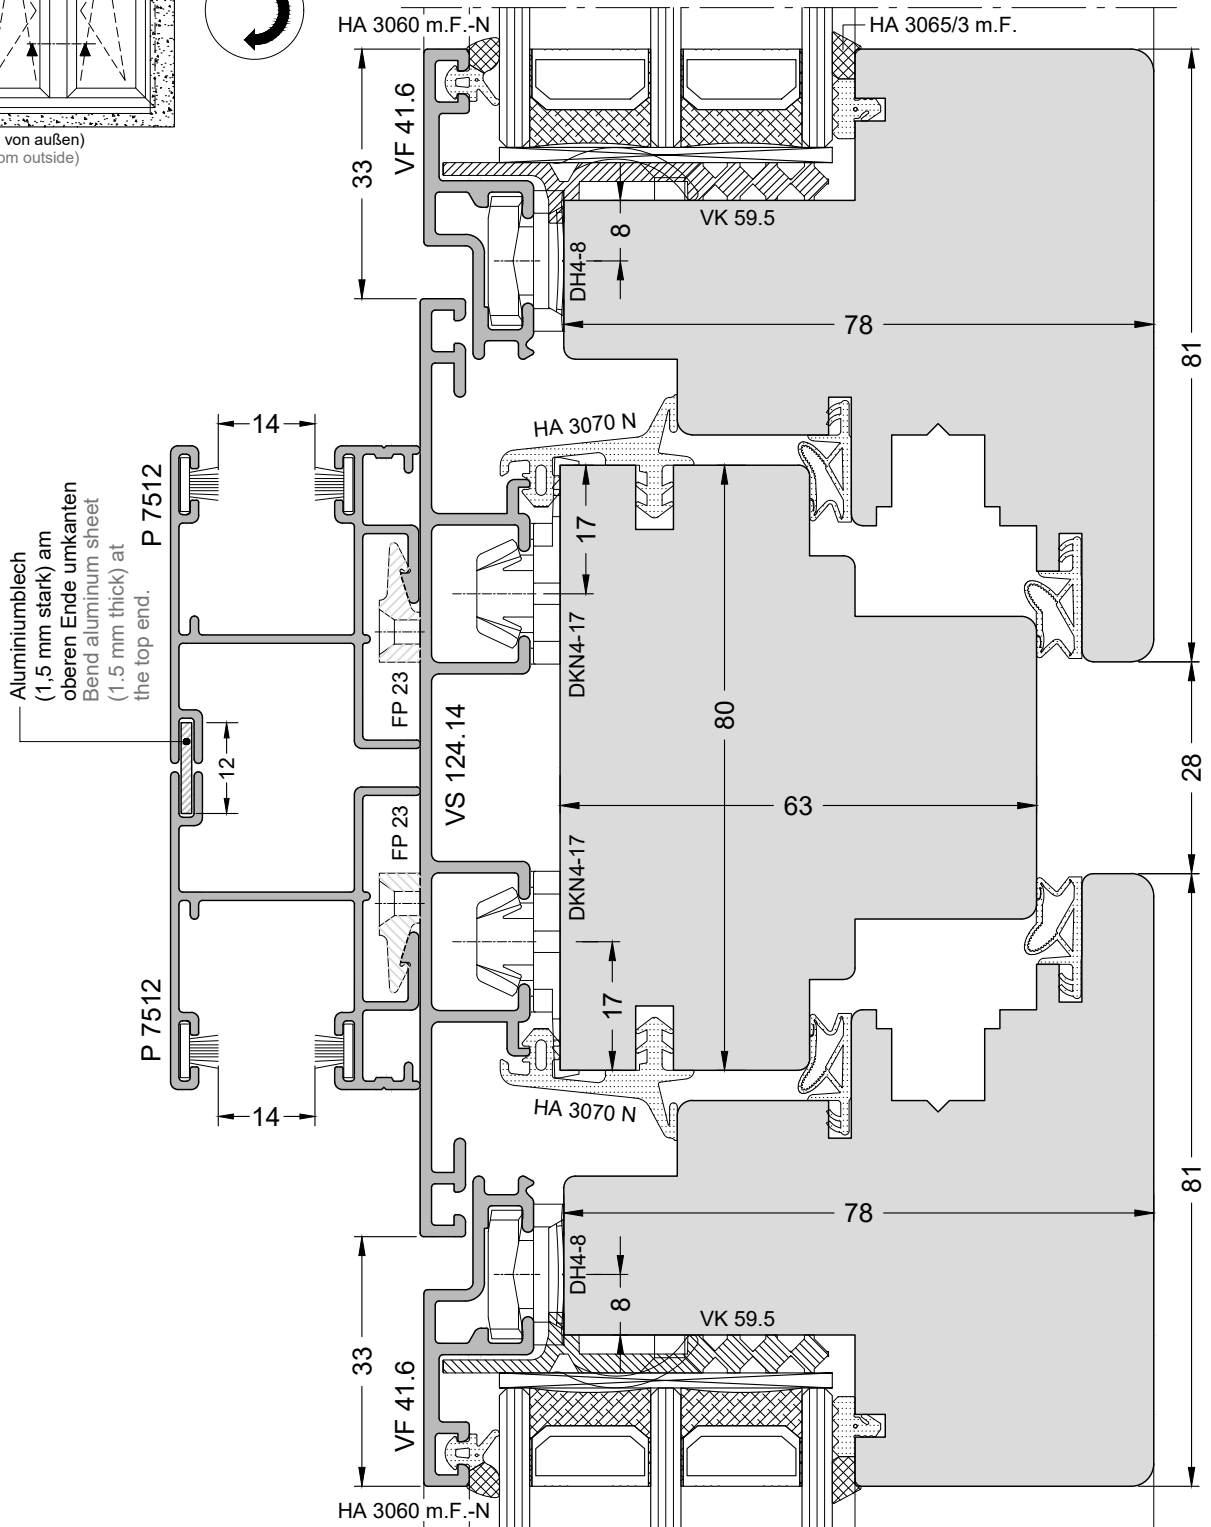 HA 3060 m.F.-N
HA 3065/3 m.F.
von außen)
om outside)
VF 41.6
33
8
VK 59.5
DH4-8
78
81
14
HA 3070 N
P 7512
17
Aluminiumblech
(1,5 mm stark) am
oberen Ende umkanten
Bend aluminum sheet
(1.5 mm thick) at
the top end.
DKN4-17
FP 23
80
12
VS 124.14
63
28
FP 23
DKN4-17
17
P 7512
14
HA 3070 N
81
78
DH4-8
8
VK 59.5
33
VF 41.6
HA 3060 m.F.-N